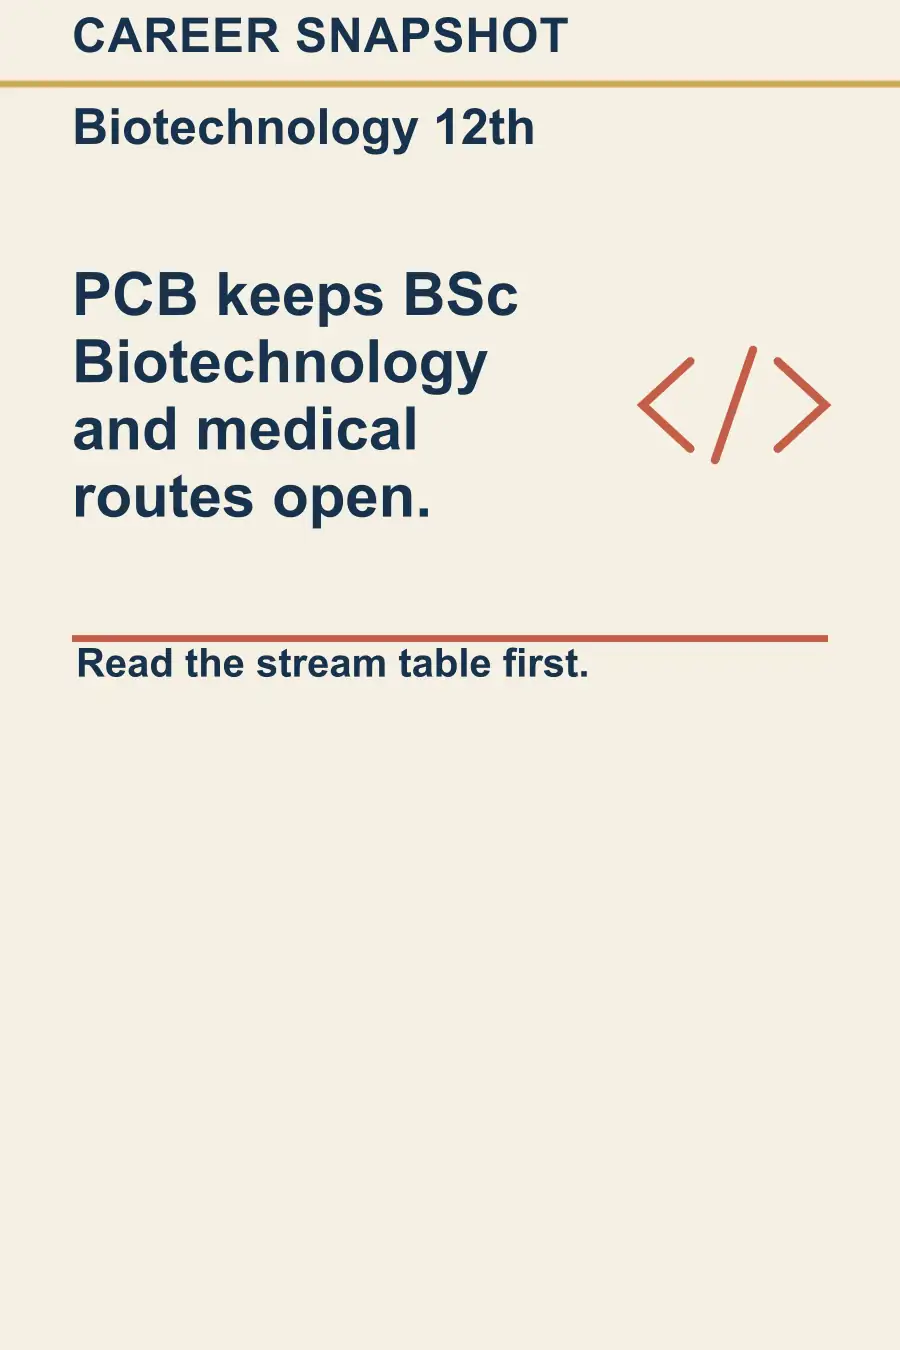 CAREER SNAPSHOT
Biotechnology 12th
PCB keeps BSc
Biotechnology
and medical
routes open.
Read the stream table first.